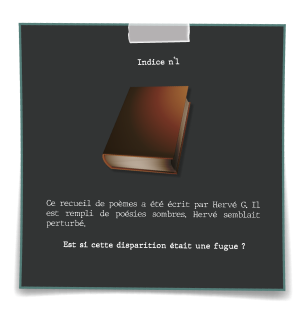 Indice n°1
Ce recueil de poèmes a été écrit par Hervé G. Il
est rempli de poésies sombres. Hervé semblait
perturbé.
Est si cette disparition était une fugue ?